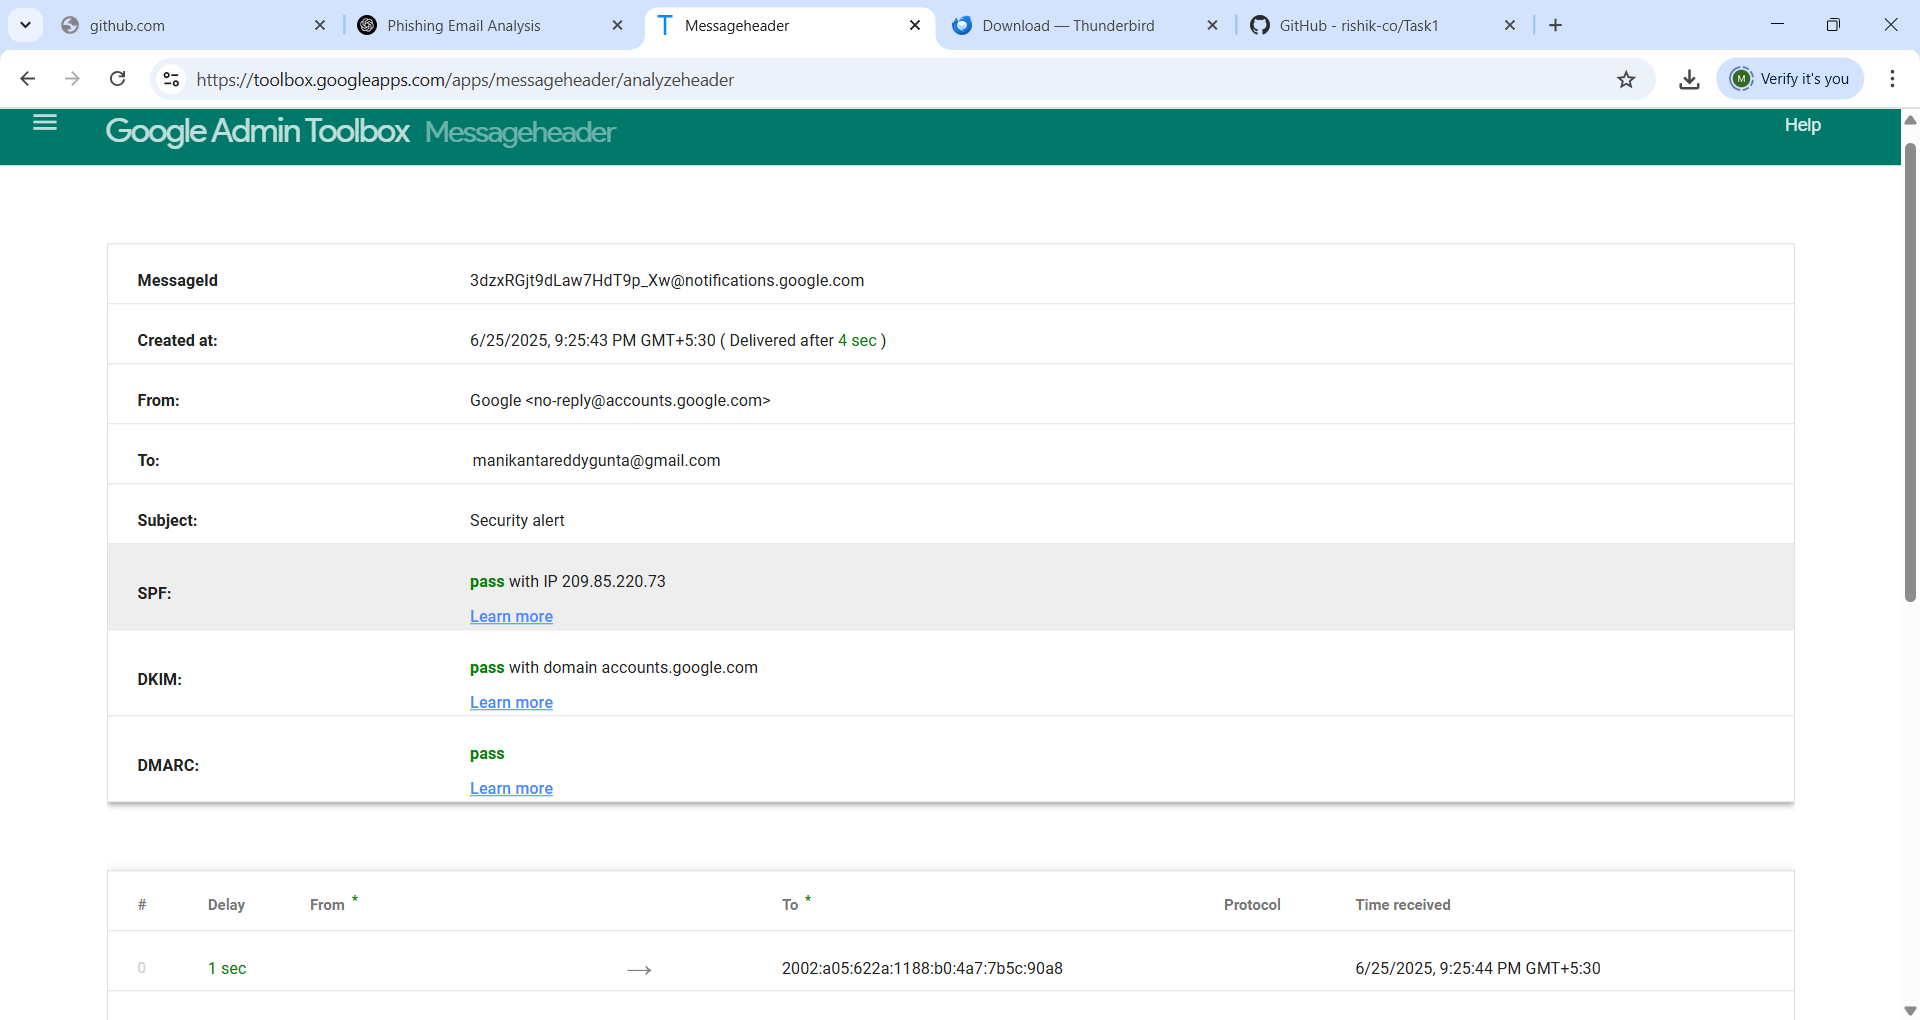 github.com
Phishing Email Analysis
Messageheader
Download — Thunderbird
GitHub - rishik-co/Task1
https://toolbox.googleapps.com/apps/messageheader/analyzeheader
M Verify it's you
Google Admin Toolbox Messageheader
Help
MessageId 3dzxRGjt9dLaw7HdT9p_Xw@notifications.google.com
Created at: 6/25/2025, 9:25:43 PM GMT+5:30 ( Delivered after 4 sec )
From: Google <no-reply@accounts.google.com>
To: manikantareddygunta@gmail.com
Subject: Security alert
SPF: pass with IP 209.85.220.73
Learn more
DKIM: pass with domain accounts.google.com
Learn more
DMARC: pass
Learn more
# Delay From * To * Protocol Time received
0 1 sec → 2002:a05:622a:1188:b0:4a7:7b5c:90a8 6/25/2025, 9:25:44 PM GMT+5:30